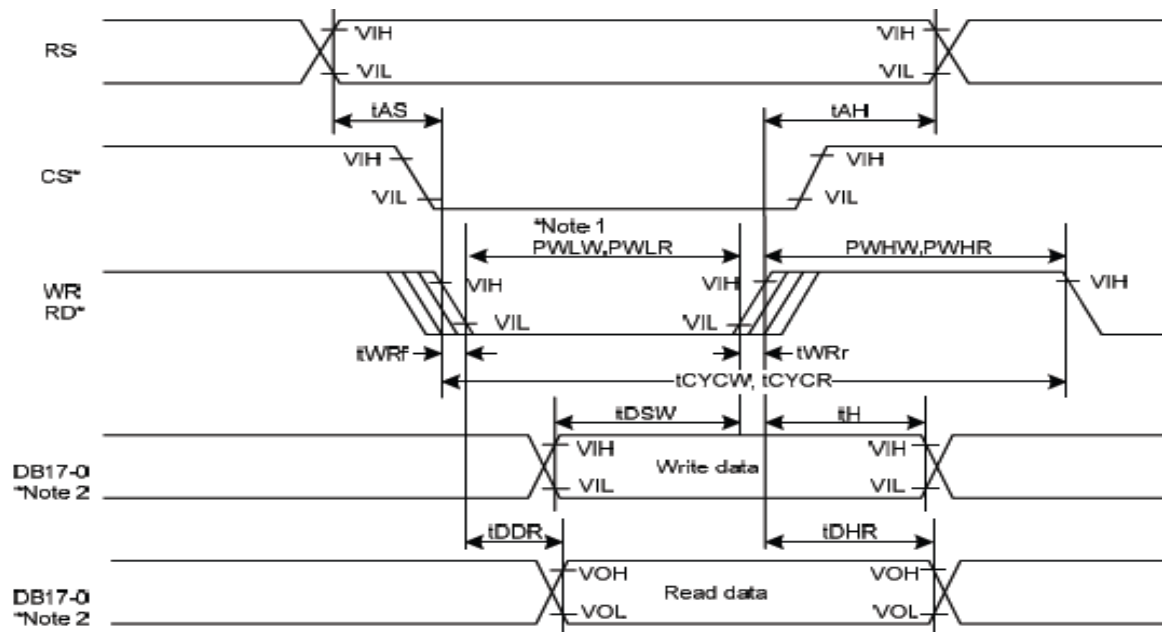 RS
VIH
VIH
VIL
VIL
tAS
tAH
CS*
VIH
VIH
VIL
VIL
*Note 1
PWLW,PWLR
PWHW,PWHR
WR
RD*
VIH
VIH
VIH
VIL
VIL
tWRf
tWRr
tCYCW, tCYCR
tDSW
tH
DB17-0
*Note 2
VIH
VIL
Write data
VIH
VIL
tDDR
tDHR
DB17-0
*Note 2
VOH
VOL
Read data
VOH
VOL